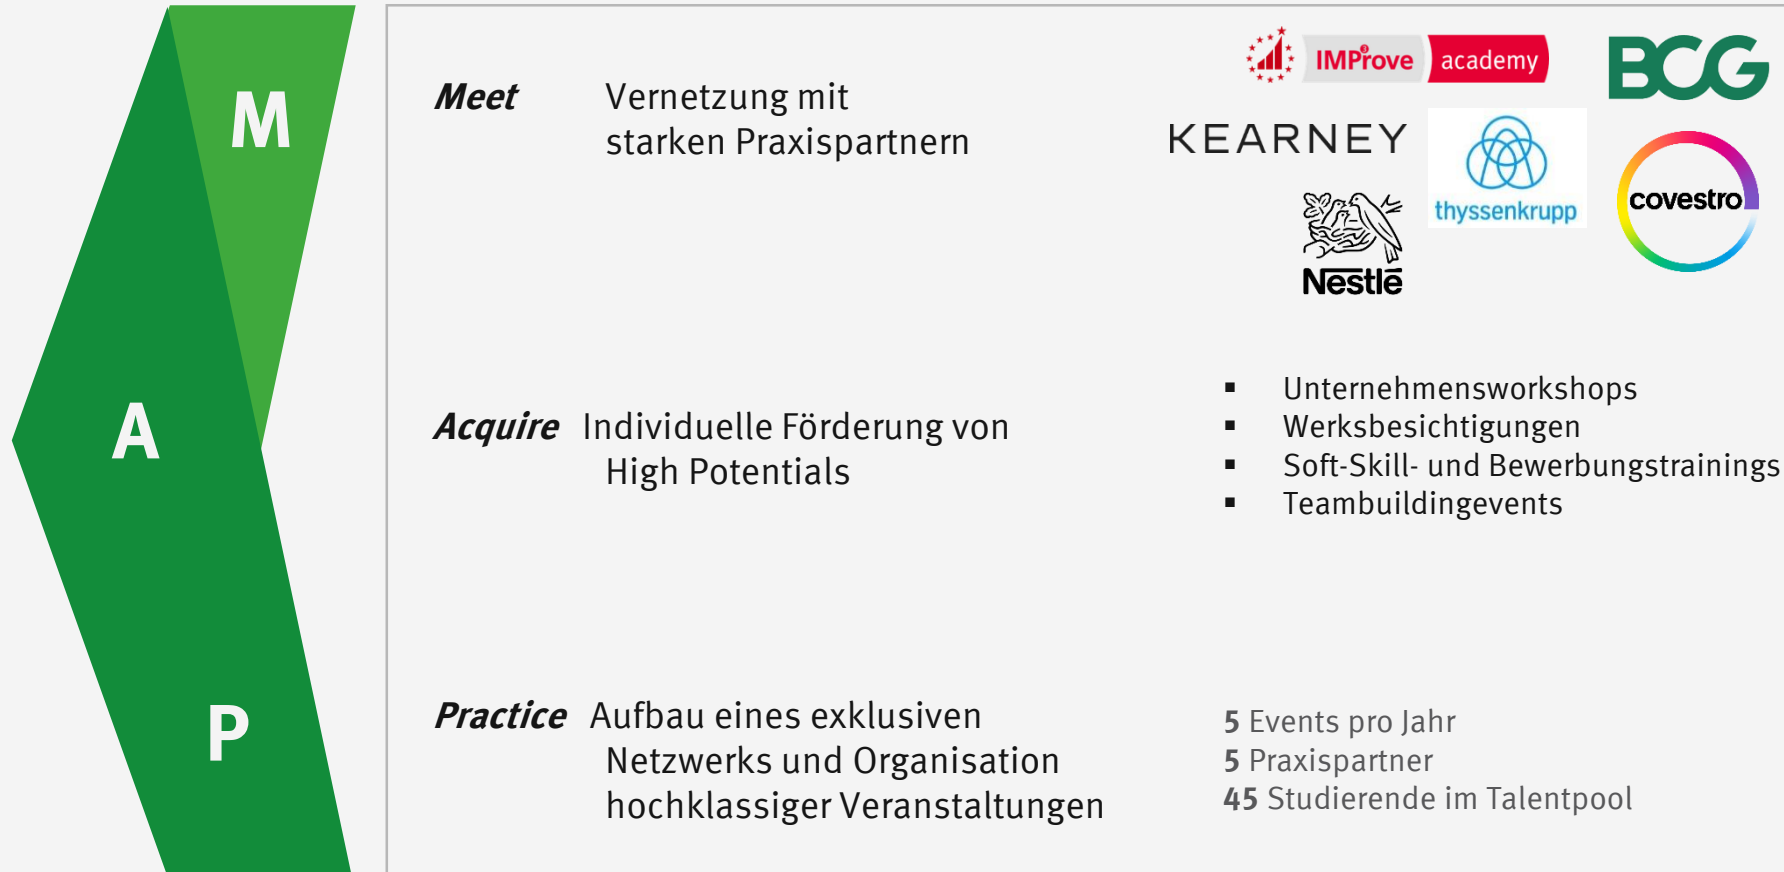 M
A
P
Meet Vernetzung mit
starken Praxispartnern
IMP³rove academy
BCG
KEARNEY
thyssenkrupp
covestro
Nestlé
Acquire Individuelle Förderung von
High Potentials
▪ Unternehmensworkshops
▪ Werksbesichtigungen
▪ Soft-Skill- und Bewerbungstrainings
▪ Teambuildingevents
Practice Aufbau eines exklusiven
Netzwerks und Organisation
hochklassiger Veranstaltungen
5 Events pro Jahr
5 Praxispartner
45 Studierende im Talentpool